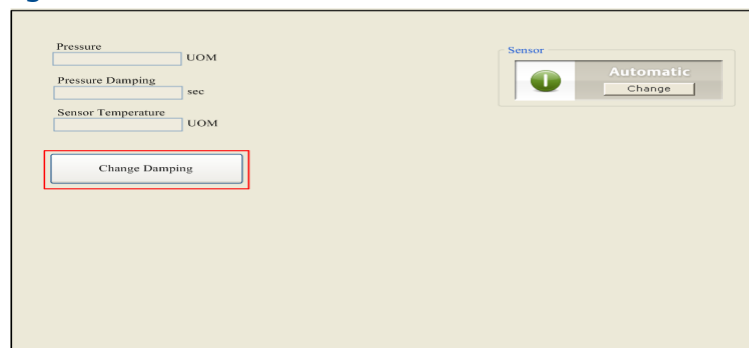 Pressure
UOM
Pressure Damping
sec
Sensor Temperature
UOM
Change Damping
Sensor
Automatic
Change